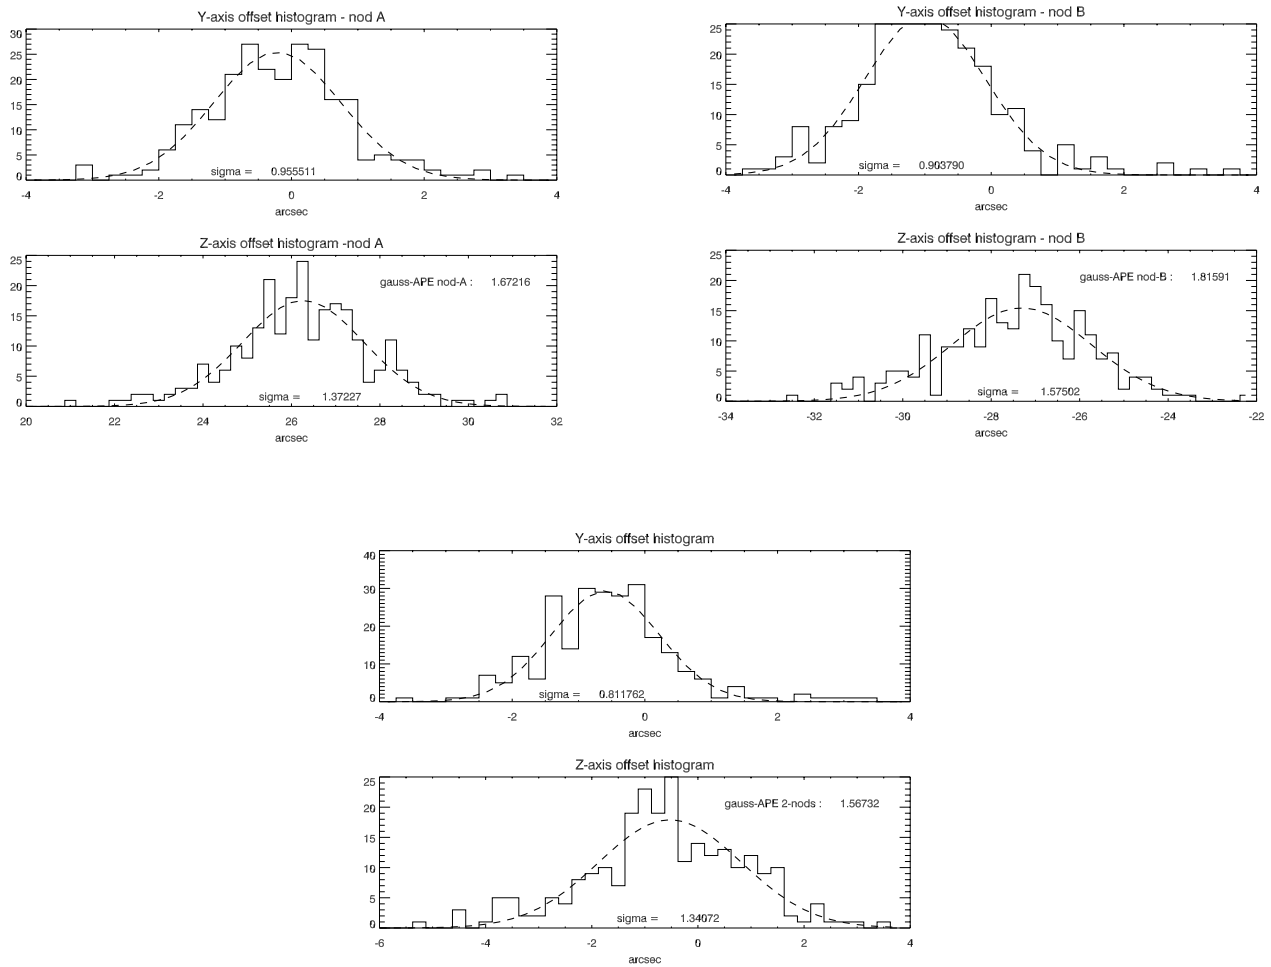 Y-axis offset histogram - nod A
30
25
20
15
10
5
0
sigma = 0.955511
-4 -2 0 2 4
arcsec
Z-axis offset histogram -nod A
25
20
15
10
5
0
gauss-APE nod-A : 1.67216
sigma = 1.37227
20 22 24 26 28 30 32
arcsec
Y-axis offset histogram - nod B
25
20
15
10
5
0
sigma = 0.903790
-4 -2 0 2 4
arcsec
Z-axis offset histogram - nod B
25
20
15
10
5
0
gauss-APE nod-B : 1.81591
sigma = 1.57502
-34 -32 -30 -28 -26 -24 -22
arcsec
Y-axis offset histogram
40
30
20
10
0
sigma = 0.811762
-4 -2 0 2 4
arcsec
Z-axis offset histogram
25
20
15
10
5
0
gauss-APE 2-nods : 1.56732
sigma = 1.34072
-6 -4 -2 0 2 4
arcsec